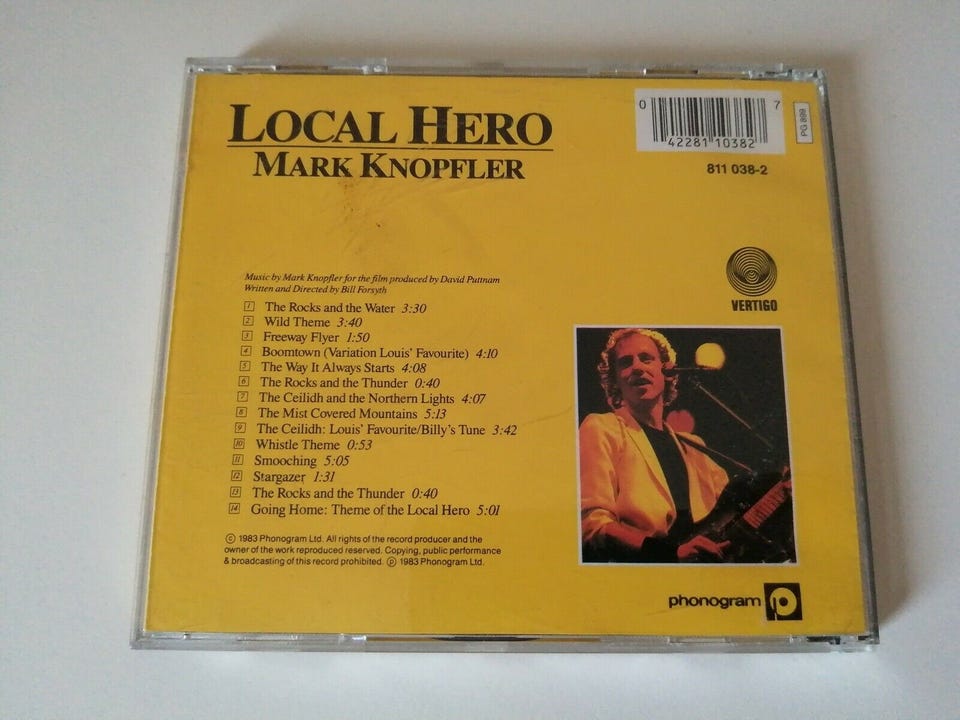 LOCAL HERO
MARK KNOPFLER
0 42281 10382 7
PG 899
811 038-2
VERTIGO
Music by Mark Knopfler for the film produced by David Puttnam
Written and Directed by Bill Forsyth
1 The Rocks and the Water 3:30
2 Wild Theme 3:40
3 Freeway Flyer 1:50
4 Boomtown (Variation Louis' Favourite) 4:10
5 The Way It Always Starts 4:08
6 The Rocks and the Thunder 0:40
7 The Ceilidh and the Northern Lights 4:07
8 The Mist Covered Mountains 5:13
9 The Ceilidh: Louis' Favourite/Billy's Tune 3:42
10 Whistle Theme 0:53
11 Smooching 5:05
12 Stargazer 1:31
13 The Rocks and the Thunder 0:40
14 Going Home: Theme of the Local Hero 5:01
© 1983 Phonogram Ltd. All rights of the record producer and the
owner of the work reproduced reserved. Copying, public performance
& broadcasting of this record prohibited. ℗ 1983 Phonogram Ltd.
phonogram p